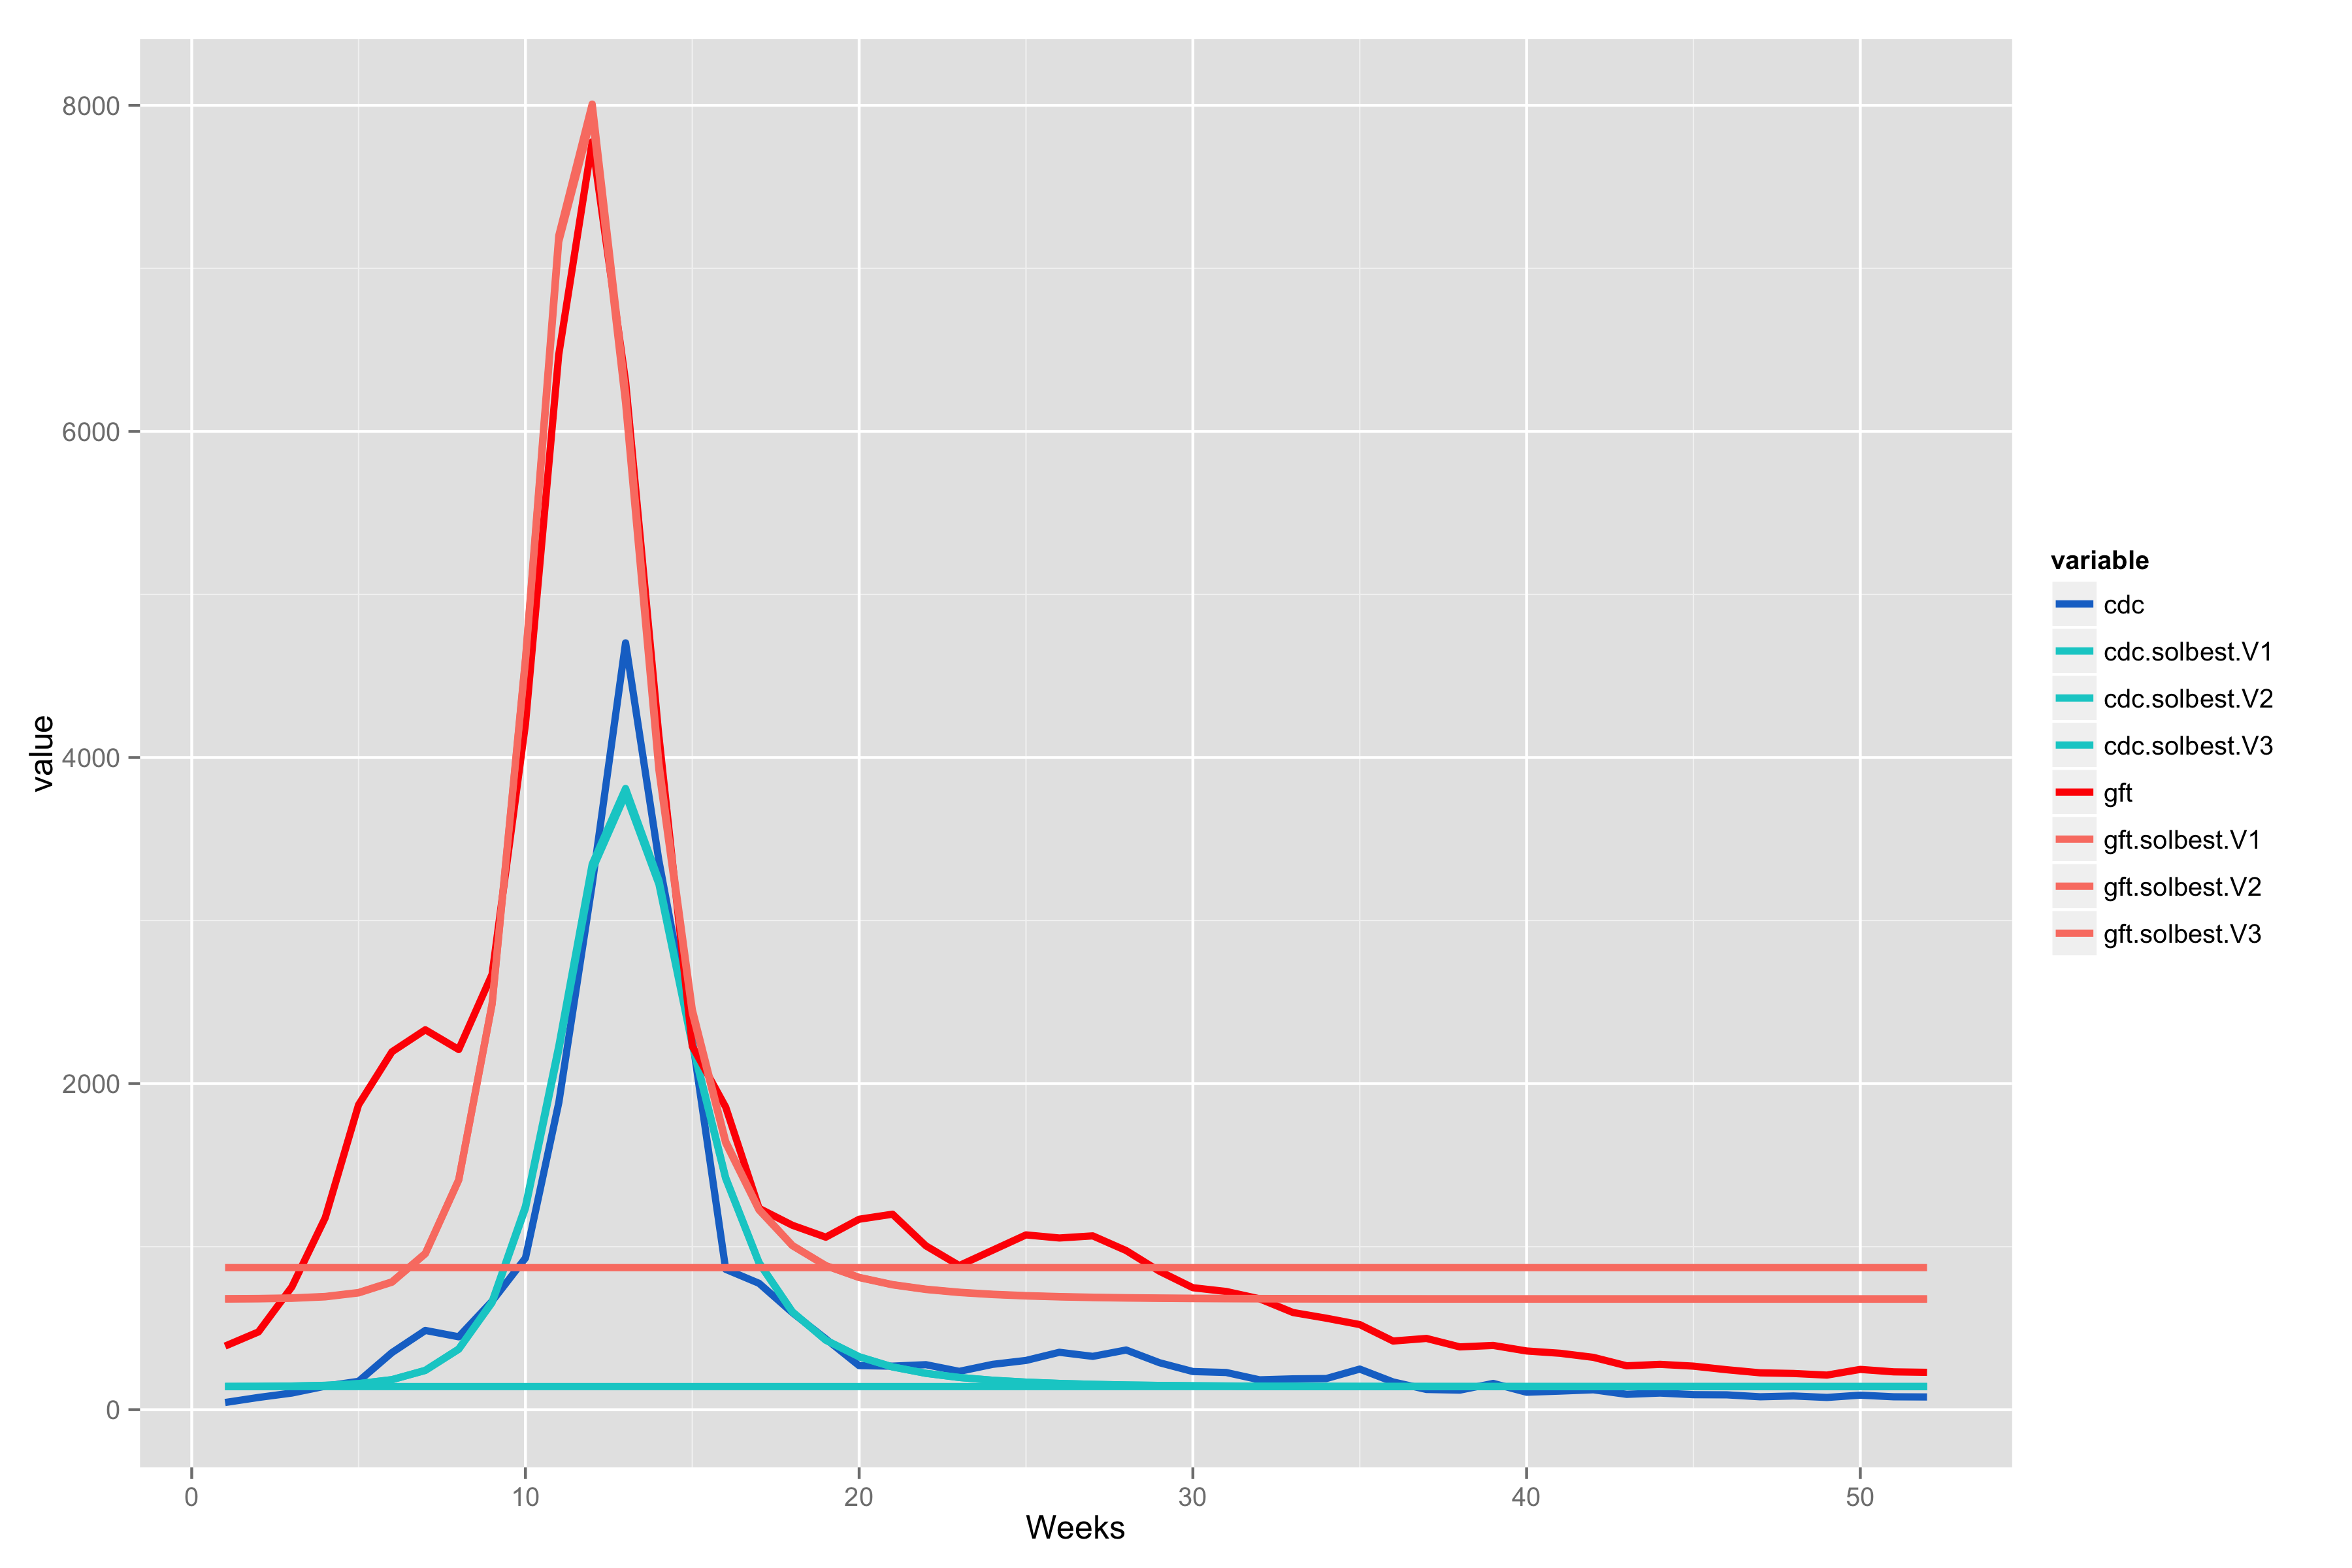 8000
6000
4000
2000
0
value
0 10 20 30 40 50
Weeks
variable
cdc
cdc.solbest.V1
cdc.solbest.V2
cdc.solbest.V3
gft
gft.solbest.V1
gft.solbest.V2
gft.solbest.V3